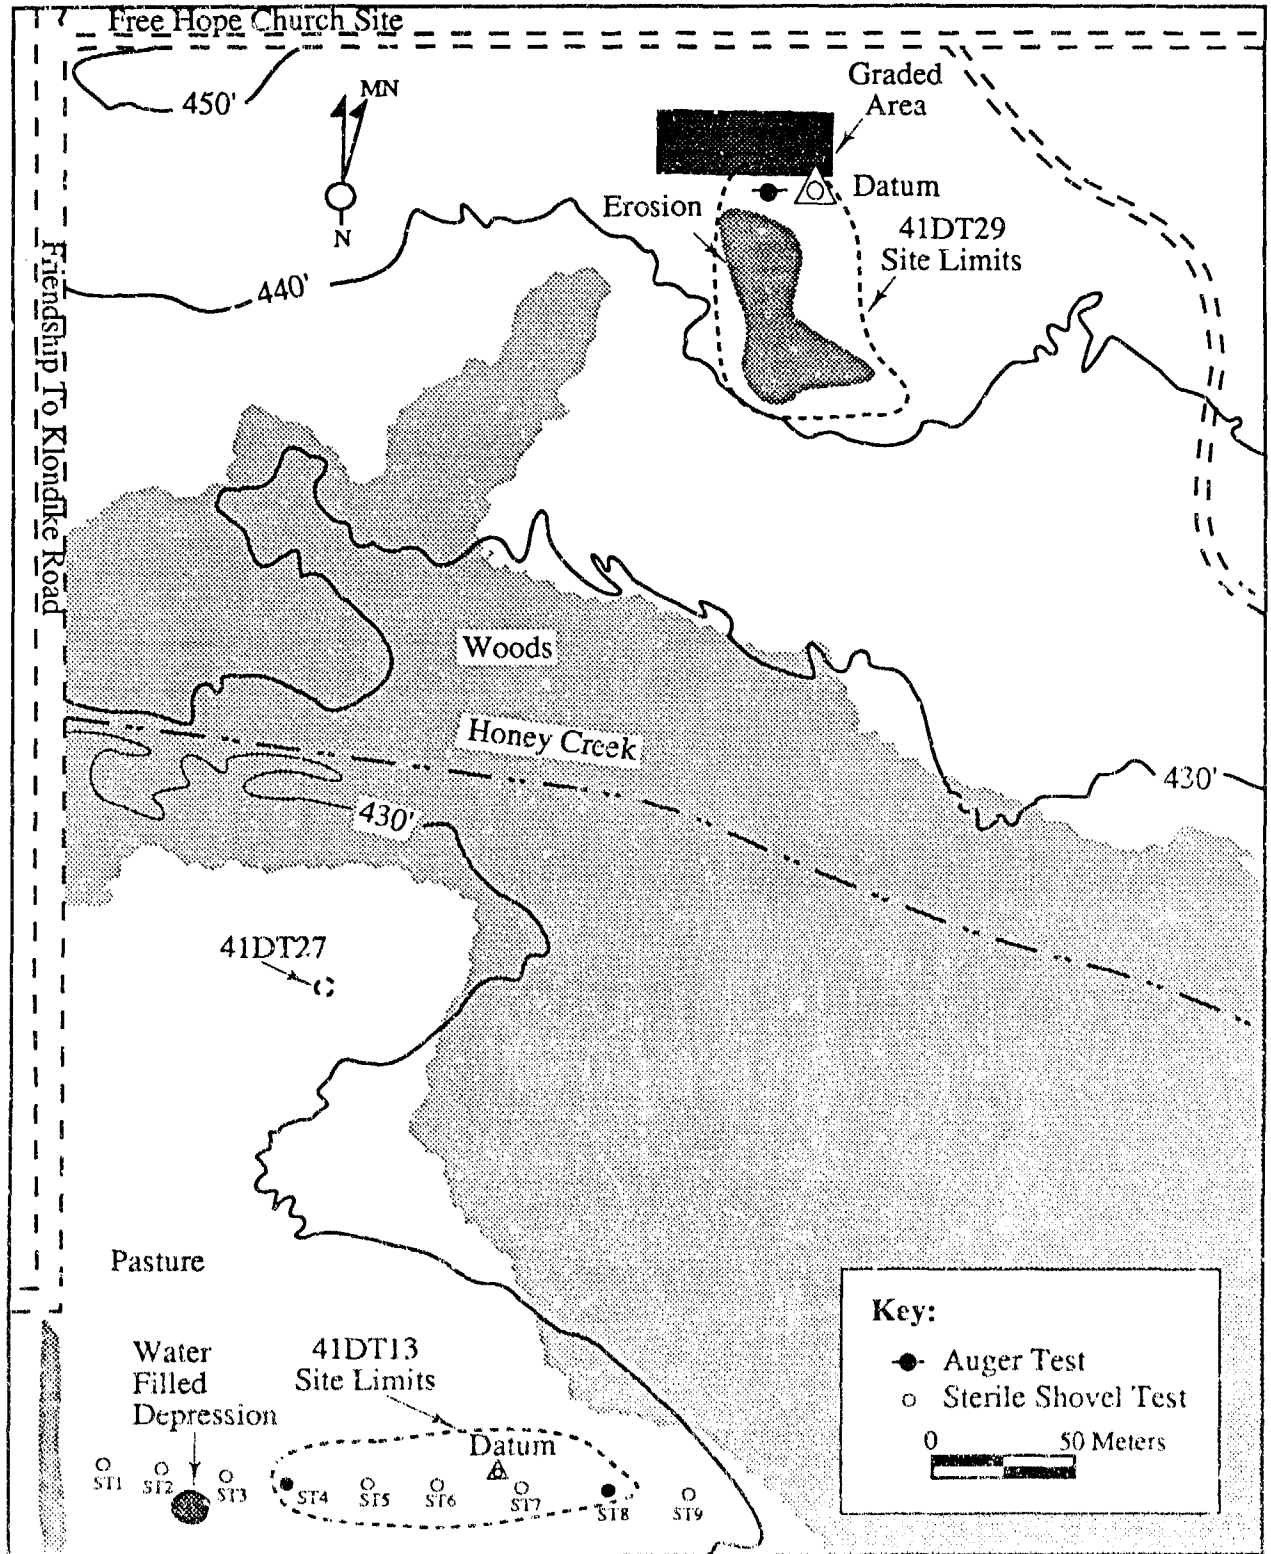 Free Hope Church Site
450'
MN
N
Graded
Area
Datum
Erosion
41DT29
Site Limits
440'
Friendship To Klondike Road
Woods
Honey Creek
430'
430'
41DT27
Pasture
Water
Filled
Depression
41DT13
Site Limits
Datum
ST1
ST2
ST3
ST4
ST5
ST6
ST7
ST8
ST9
Key:
Auger Test
Sterile Shovel Test
0
50 Meters